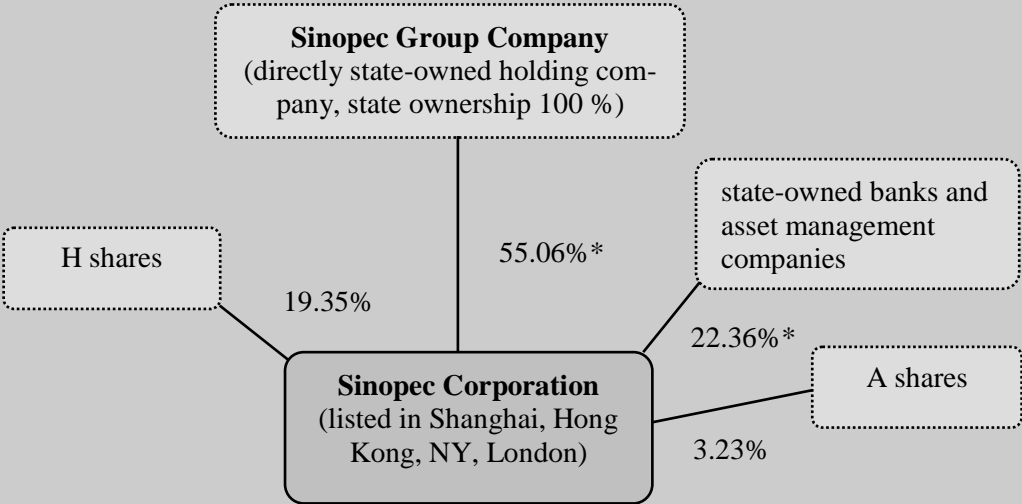 Sinopec Group Company
(directly state-owned holding com-
pany, state ownership 100 %)
state-owned banks and
asset management
companies
H shares
55.06%*
19.35%
22.36%*
Sinopec Corporation
(listed in Shanghai, Hong
Kong, NY, London)
A shares
3.23%